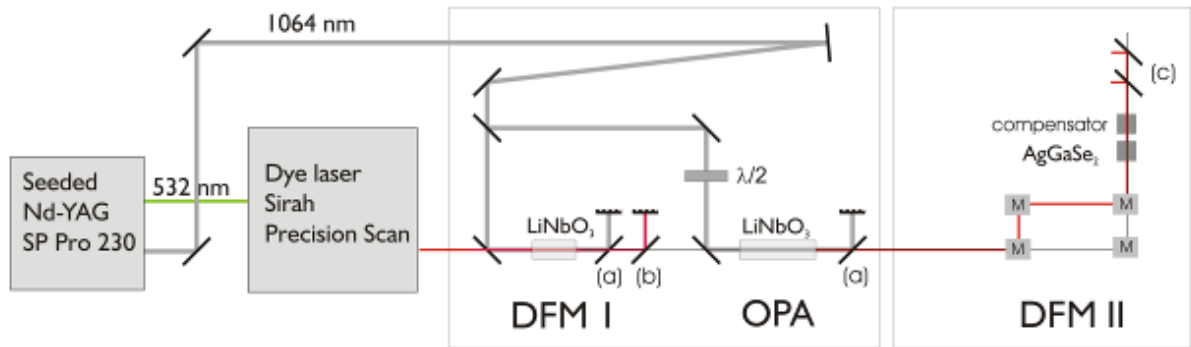 1064 nm
Seeded
Nd-YAG
SP Pro 230
532 nm
Dye laser
Sirah
Precision Scan
LiNbO₃
(a)
(b)
DFM I
λ/2
LiNbO₃
(a)
OPA
(c)
compensator
AgGaSe₂
M
M
M
M
DFM II